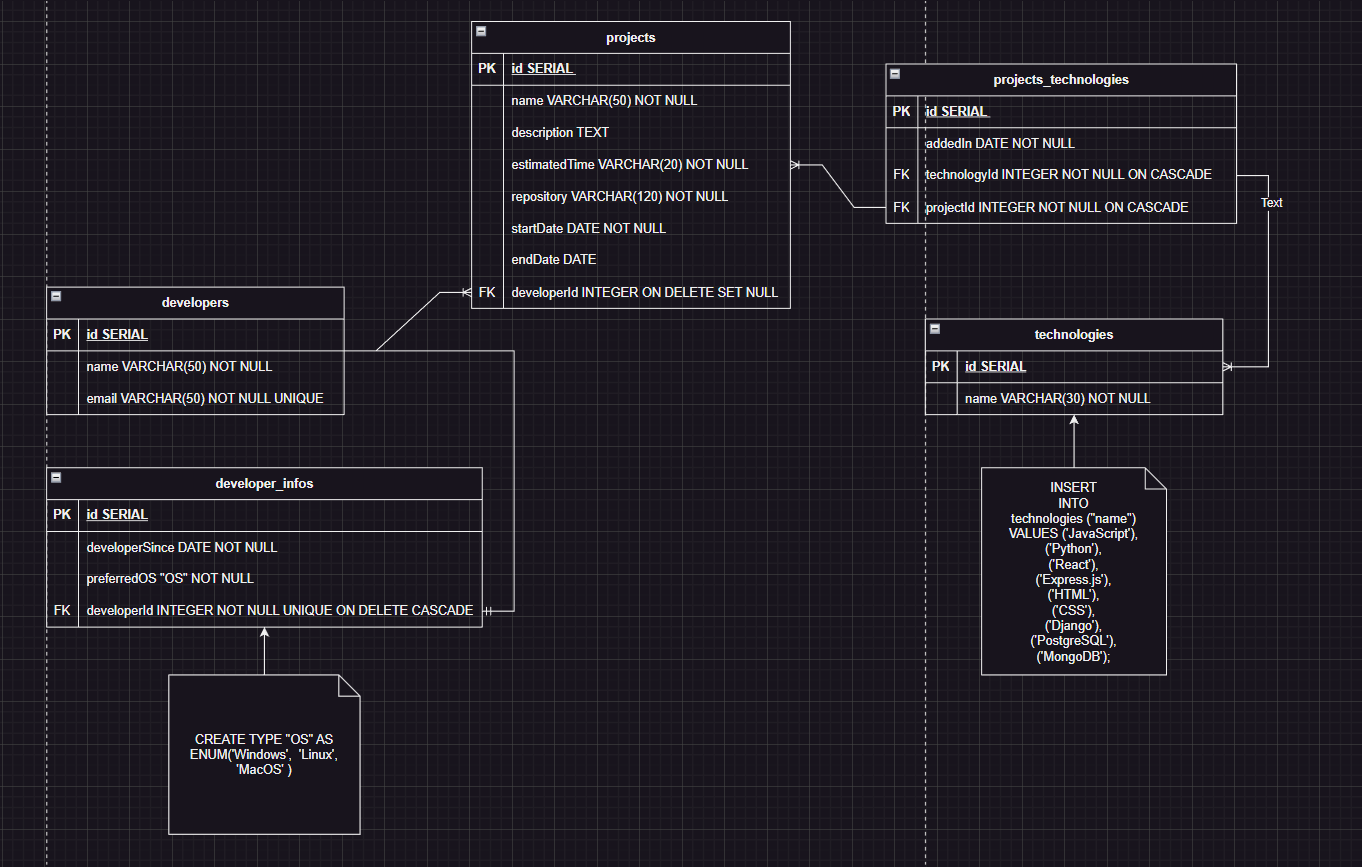 projects
PK id SERIAL
name VARCHAR(50) NOT NULL
description TEXT
estimatedTime VARCHAR(20) NOT NULL
repository VARCHAR(120) NOT NULL
startDate DATE NOT NULL
endDate DATE
FK developerId INTEGER ON DELETE SET NULL
projects_technologies
PK id SERIAL
addedIn DATE NOT NULL
FK technologyId INTEGER NOT NULL ON CASCADE
FK projectId INTEGER NOT NULL ON CASCADE
Text
developers
PK id SERIAL
name VARCHAR(50) NOT NULL
email VARCHAR(50) NOT NULL UNIQUE
technologies
PK id SERIAL
name VARCHAR(30) NOT NULL
developer_infos
PK id SERIAL
developerSince DATE NOT NULL
preferredOS "OS" NOT NULL
FK developerId INTEGER NOT NULL UNIQUE ON DELETE CASCADE
INSERT
INTO
technologies ("name")
VALUES ('JavaScript'),
('Python'),
('React'),
('Express.js'),
('HTML'),
('CSS'),
('Django'),
('PostgreSQL'),
('MongoDB');
CREATE TYPE "OS" AS
ENUM('Windows', 'Linux',
'MacOS' )